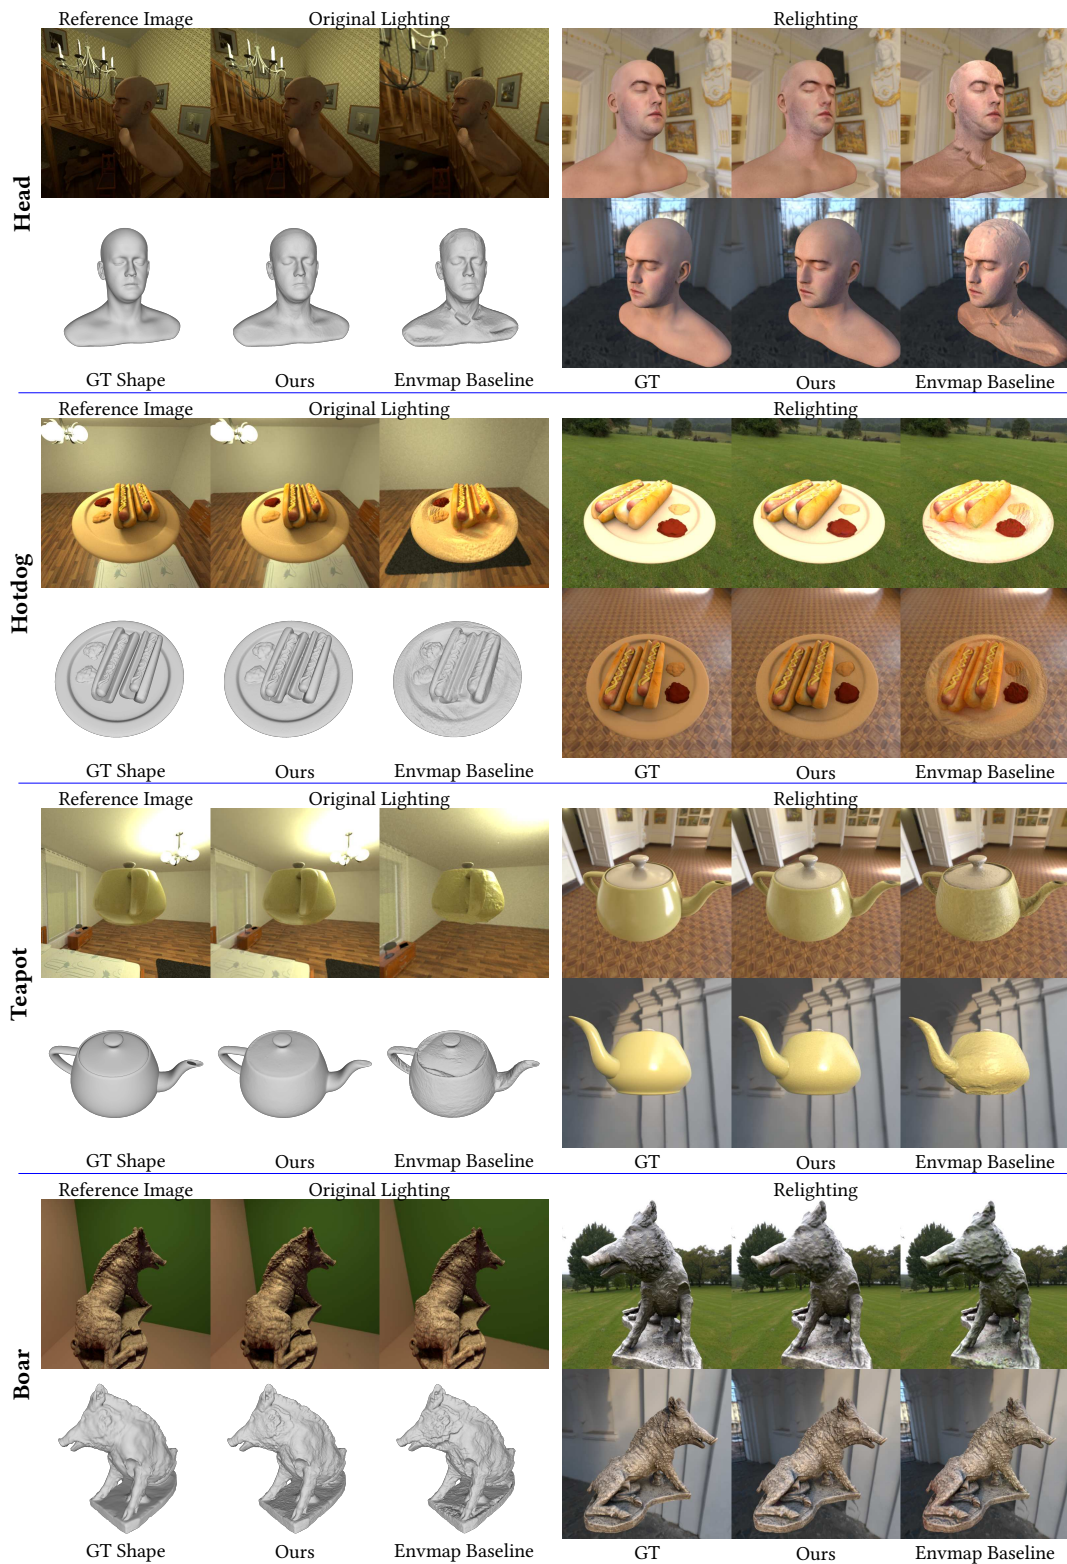 Reference Image Original Lighting Relighting
Head
GT Shape Ours Envmap Baseline GT Ours Envmap Baseline
Reference Image Original Lighting Relighting
Hotdog
GT Shape Ours Envmap Baseline GT Ours Envmap Baseline
Reference Image Original Lighting Relighting
Teapot
GT Shape Ours Envmap Baseline GT Ours Envmap Baseline
Reference Image Original Lighting Relighting
Boar
GT Shape Ours Envmap Baseline GT Ours Envmap Baseline